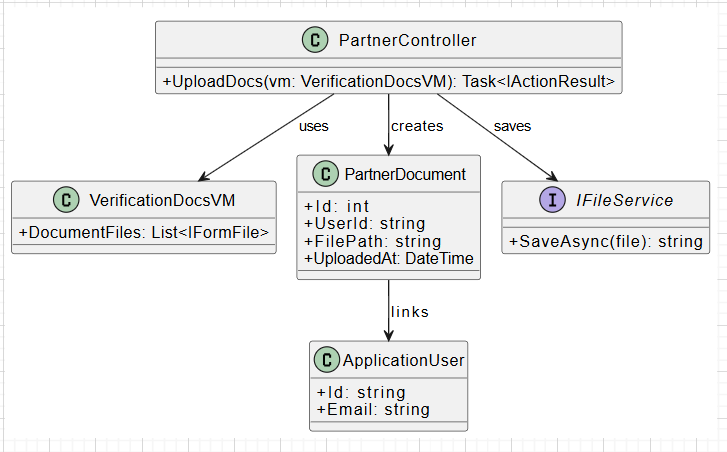 C PartnerController
+UploadDocs(vm: VerificationDocsVM): Task<IActionResult>
uses
creates
saves
C VerificationDocsVM
+DocumentFiles: List<IFormFile>
C PartnerDocument
+Id: int
+UserId: string
+FilePath: string
+UploadedAt: DateTime
I IFileService
+SaveAsync(file): string
links
C ApplicationUser
+Id: string
+Email: string